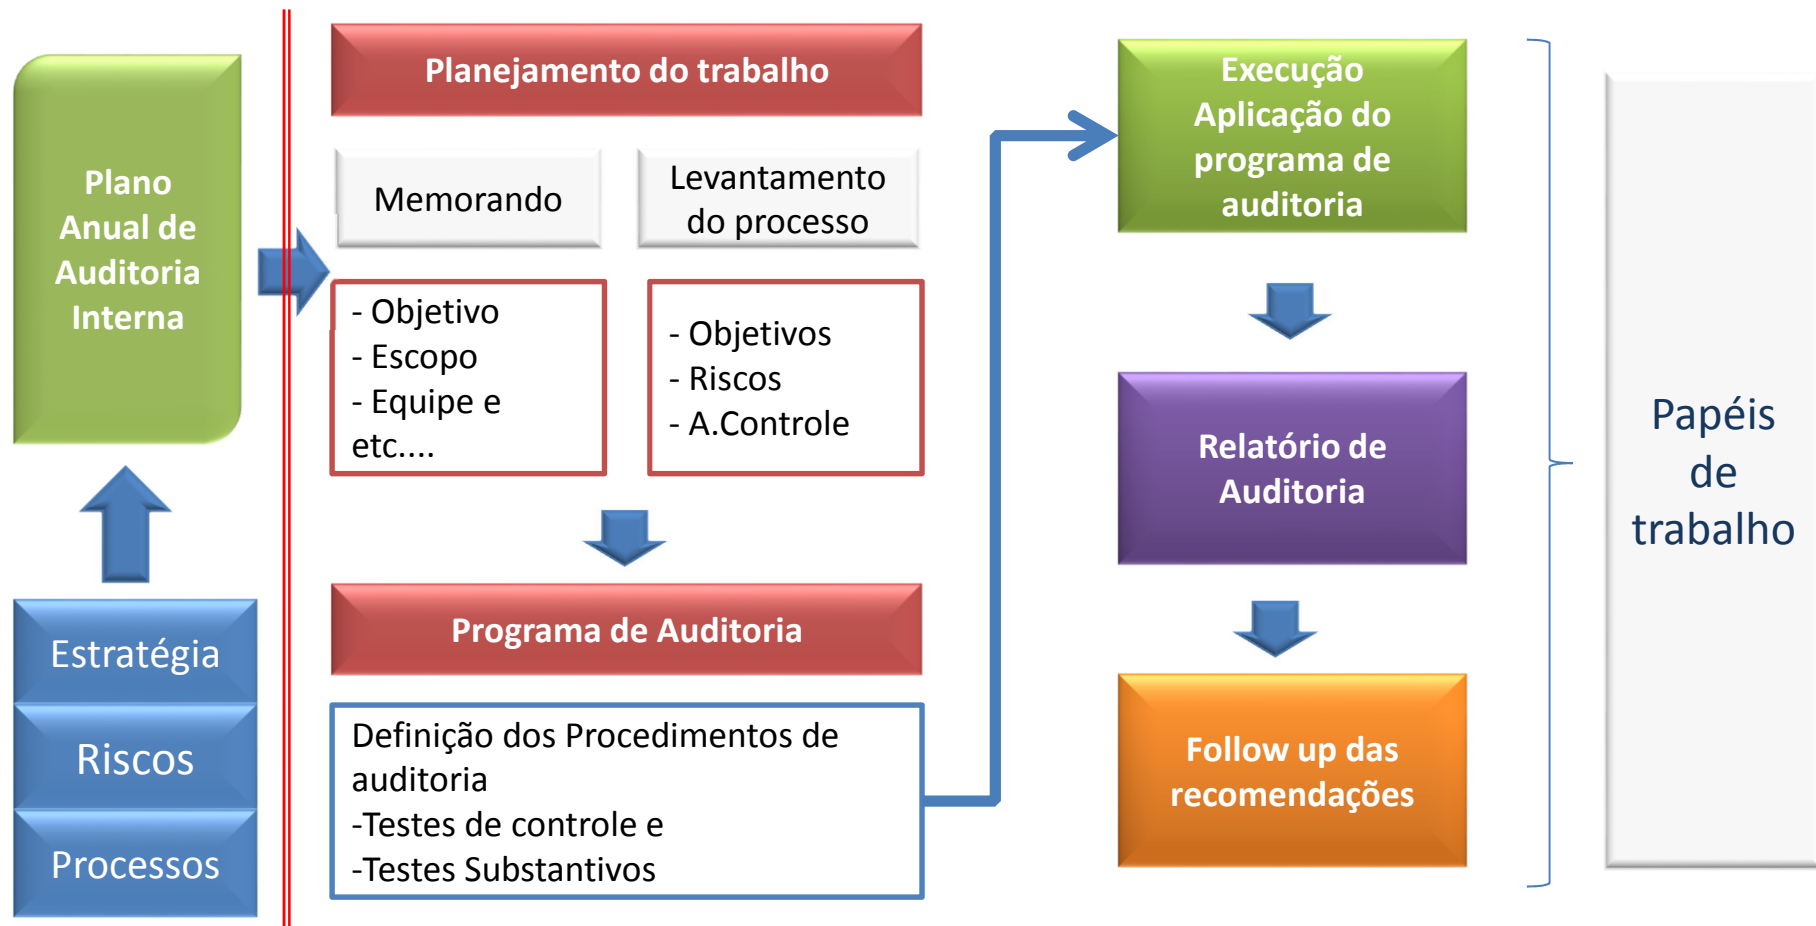 Plano
Anual de
Auditoria
Interna
Estratégia
Riscos
Processos
Planejamento do trabalho
Memorando
Levantamento
do processo
- Objetivo
- Escopo
- Equipe e
etc....
- Objetivos
- Riscos
- A.Controle
Programa de Auditoria
Definição dos Procedimentos de
auditoria
-Testes de controle e
-Testes Substantivos
Execução
Aplicação do
programa de
auditoria
Relatório de
Auditoria
Follow up das
recomendações
Papéis
de
trabalho